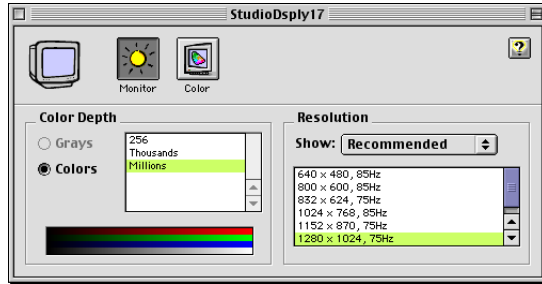 StudioDsply17
Monitor
Color
?
Color Depth
Grays
Colors
256
Thousands
Millions
Resolution
Show: Recommended
640 x 480, 85Hz
800 x 600, 85Hz
832 x 624, 75Hz
1024 x 768, 85Hz
1152 x 870, 75Hz
1280 x 1024, 75Hz